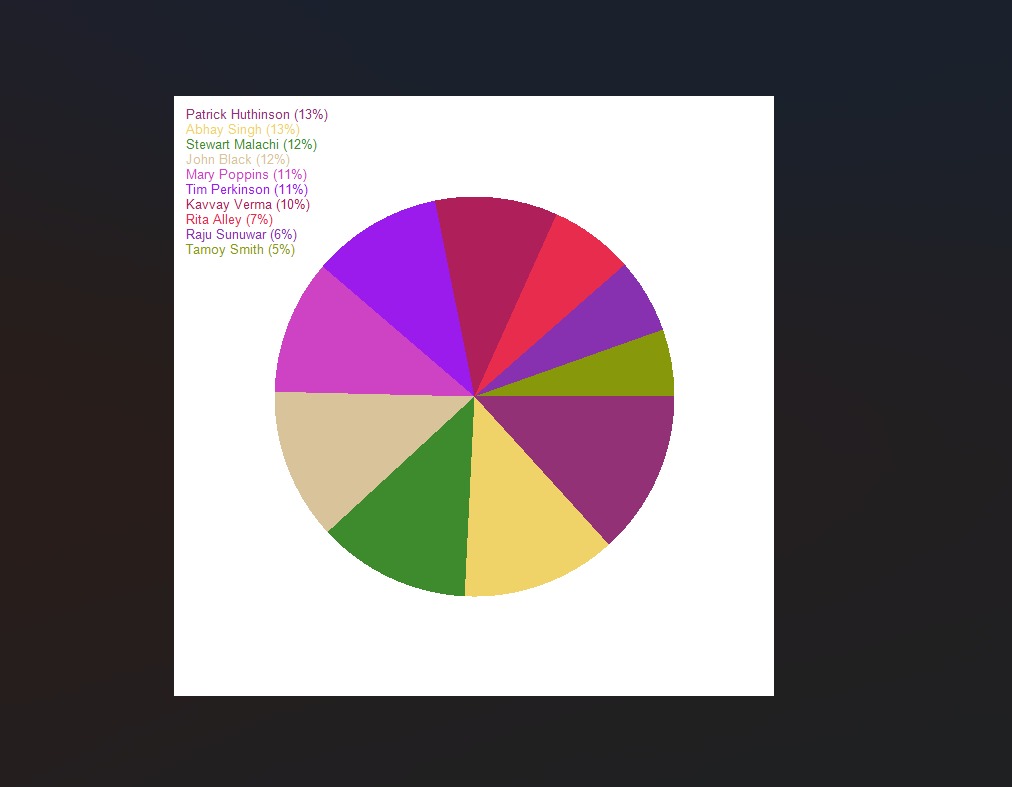 Patrick Huthinson (13%)
Abhay Singh (13%)
Stewart Malachi (12%)
John Black (12%)
Mary Poppins (11%)
Tim Perkinson (11%)
Kavvay Verma (10%)
Rita Alley (7%)
Raju Sunuwar (6%)
Tamoy Smith (5%)